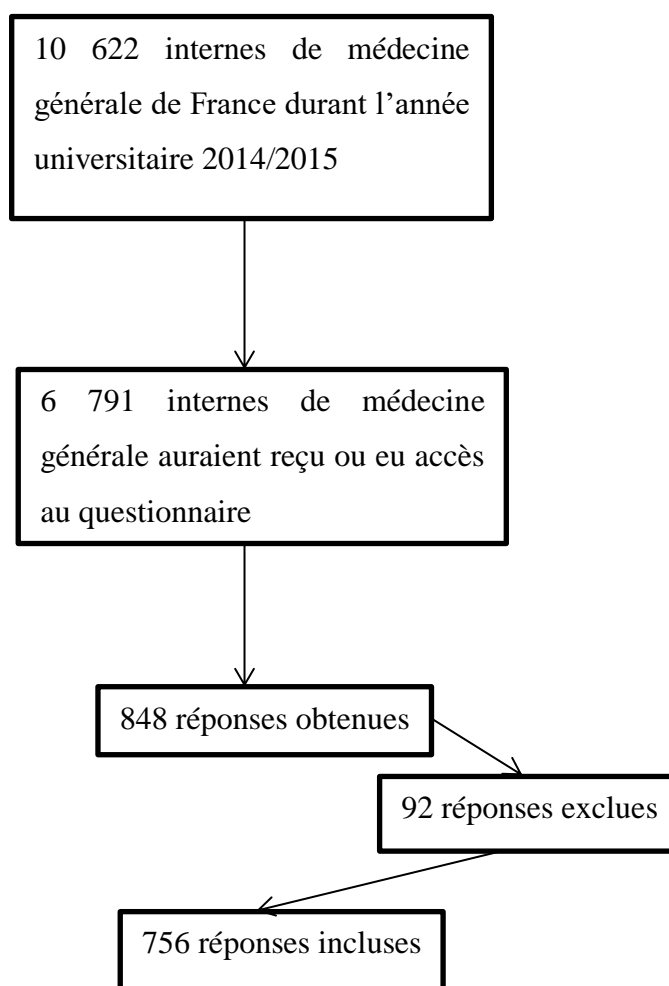 10 622 internes de médecine
générale de France durant l’année
universitaire 2014/2015
6 791 internes de médecine
générale auraient reçu ou eu accès
au questionnaire
848 réponses obtenues
92 réponses exclues
756 réponses incluses